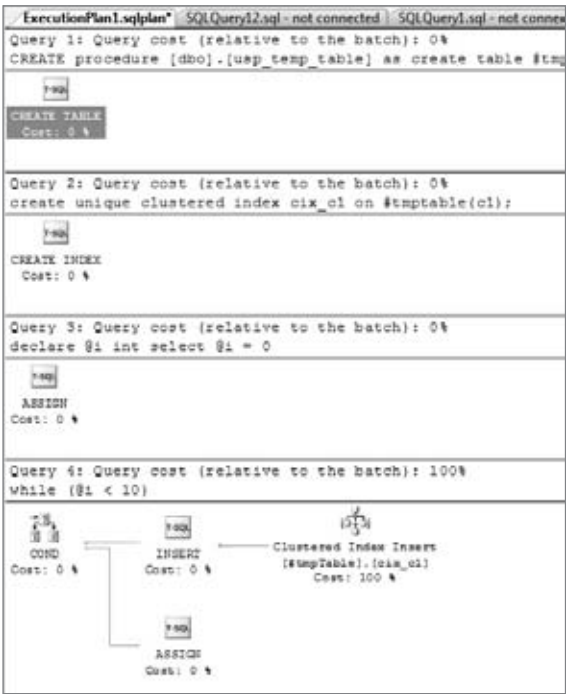 ExecutionPlan1.sqlplan* SQLQuery12.sql - not connected SQLQuery1.sql - not connec
Query 1: Query cost (relative to the batch): 0%
CREATE procedure [dbo].[usp_temp_table] as create table #tmp
T-SQL
CREATE TABLE
Cost: 0 %
Query 2: Query cost (relative to the batch): 0%
create unique clustered index cix_c1 on #tmptable(c1);
T-SQL
CREATE INDEX
Cost: 0 %
Query 3: Query cost (relative to the batch): 0%
declare @i int select @i = 0
T-SQL
ASSIGN
Cost: 0 %
Query 4: Query cost (relative to the batch): 100%
while (@i < 10)
COND
Cost: 0 %
T-SQL
INSERT
Cost: 0 %
Clustered Index Insert
[#tmpTable].[cix_c1]
Cost: 100 %
T-SQL
ASSIGN
Cost: 0 %